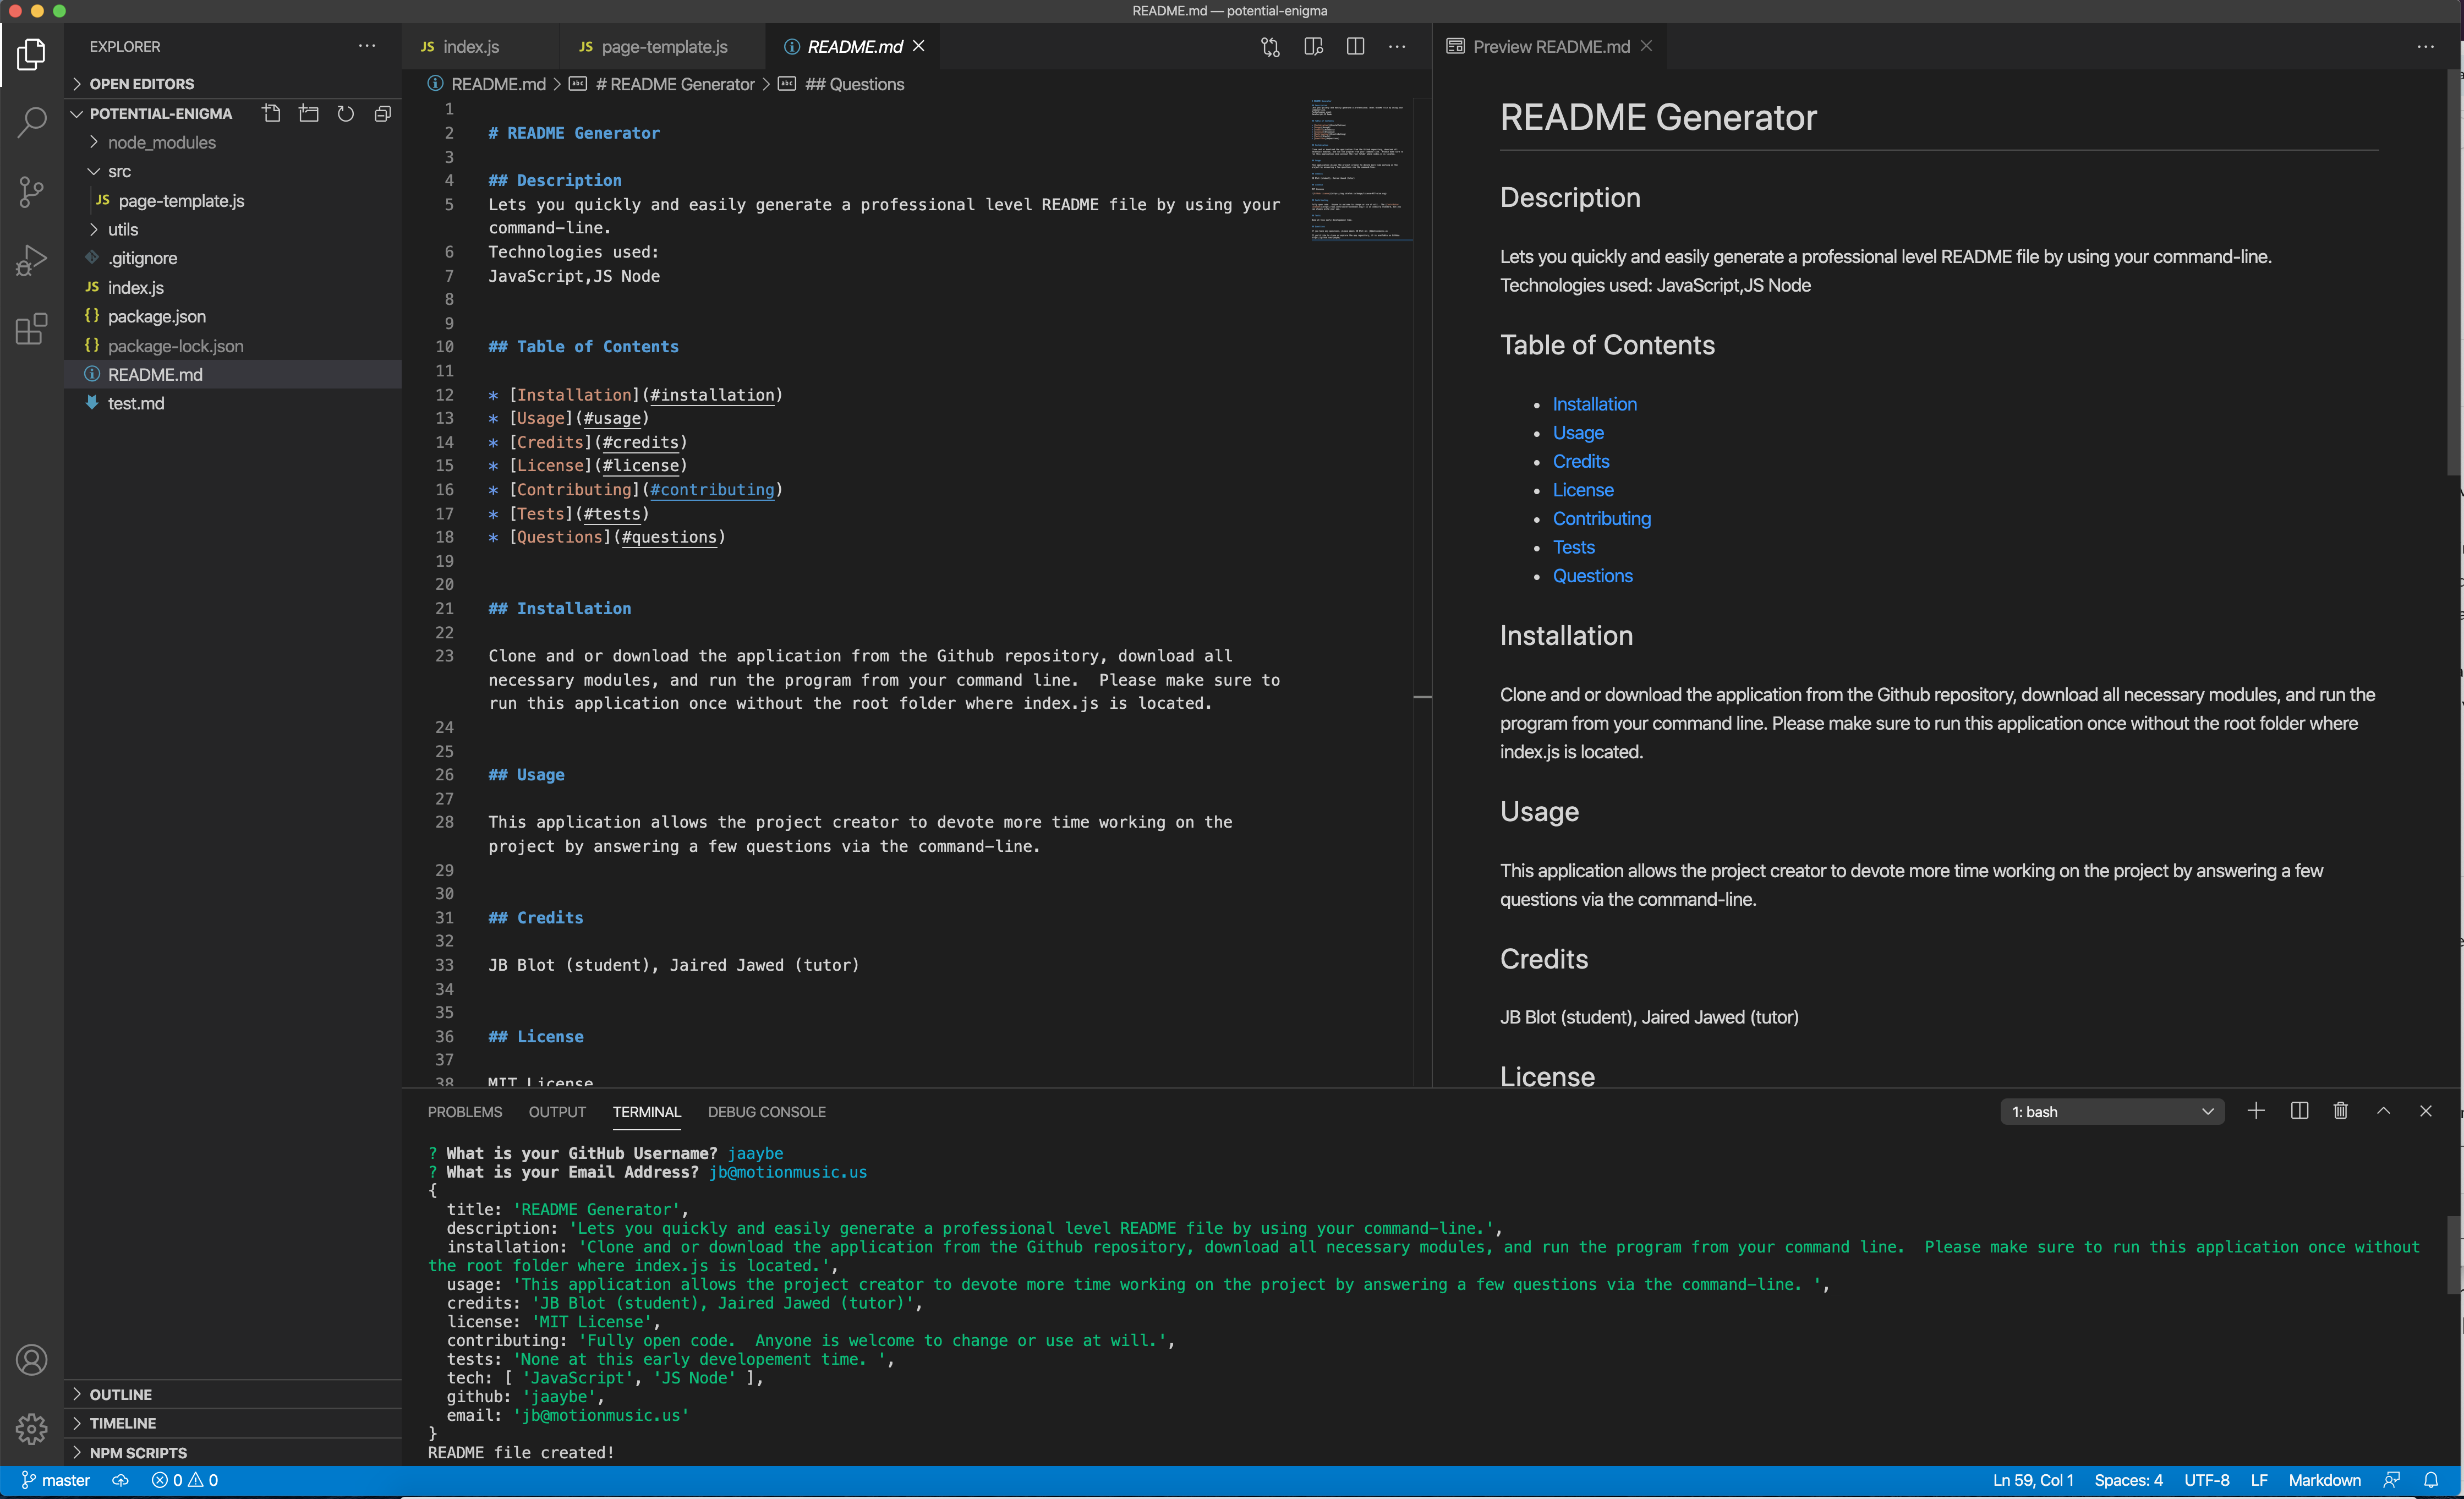 README.md — potential-enigma
EXPLORER
OPEN EDITORS
POTENTIAL-ENIGMA
node_modules
src
JS page-template.js
utils
.gitignore
JS index.js
{} package.json
{} package-lock.json
README.md
test.md
OUTLINE
TIMELINE
NPM SCRIPTS
JS index.js
JS page-template.js
README.md
README.md > # README Generator > ## Questions
1
2 # README Generator
3
4 ## Description
5 Lets you quickly and easily generate a professional level README file by using your
command-line.
6 Technologies used:
7 JavaScript,JS Node
8
9
10 ## Table of Contents
11
12 * [Installation](#installation)
13 * [Usage](#usage)
14 * [Credits](#credits)
15 * [License](#license)
16 * [Contributing](#contributing)
17 * [Tests](#tests)
18 * [Questions](#questions)
19
20
21 ## Installation
22
23 Clone and or download the application from the Github repository, download all
necessary modules, and run the program from your command line.  Please make sure to
run this application once without the root folder where index.js is located.
24
25
26 ## Usage
27
28 This application allows the project creator to devote more time working on the
project by answering a few questions via the command-line.
29
30
31 ## Credits
32
33 JB Blot (student), Jaired Jawed (tutor)
34
35
36 ## License
37
38 MIT License
Preview README.md
README Generator
Description
Lets you quickly and easily generate a professional level README file by using your command-line.
Technologies used: JavaScript,JS Node
Table of Contents
• Installation
• Usage
• Credits
• License
• Contributing
• Tests
• Questions
Installation
Clone and or download the application from the Github repository, download all necessary modules, and run the
program from your command line. Please make sure to run this application once without the root folder where
index.js is located.
Usage
This application allows the project creator to devote more time working on the project by answering a few
questions via the command-line.
Credits
JB Blot (student), Jaired Jawed (tutor)
License
PROBLEMS OUTPUT TERMINAL DEBUG CONSOLE
1: bash
? What is your GitHub Username? jaaybe
? What is your Email Address? jb@motionmusic.us
{
title: 'README Generator',
description: 'Lets you quickly and easily generate a professional level README file by using your command-line.',
installation: 'Clone and or download the application from the Github repository, download all necessary modules, and run the program from your command line.  Please make sure to run this application once without
the root folder where index.js is located.',
usage: 'This application allows the project creator to devote more time working on the project by answering a few questions via the command-line. ',
credits: 'JB Blot (student), Jaired Jawed (tutor)',
license: 'MIT License',
contributing: 'Fully open code.  Anyone is welcome to change or use at will.',
tests: 'None at this early developement time. ',
tech: [ 'JavaScript', 'JS Node' ],
github: 'jaaybe',
email: 'jb@motionmusic.us'
}
README file created!
master
0 0
Ln 59, Col 1
Spaces: 4
UTF-8
LF
Markdown